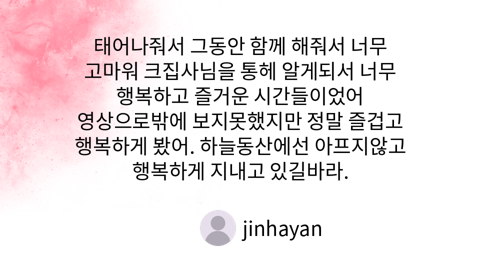 태어나줘서 그동안 함께 해줘서 너무
고마워 크집사님을 통헤 알게되서 너무
행복하고 즐거운 시간들이었어
영상으로밖에 보지못했지만 정말 즐겁고
행복하게 봤어. 하늘동산에선 아프지않고
행복하게 지내고 있길바라.
jinhayan